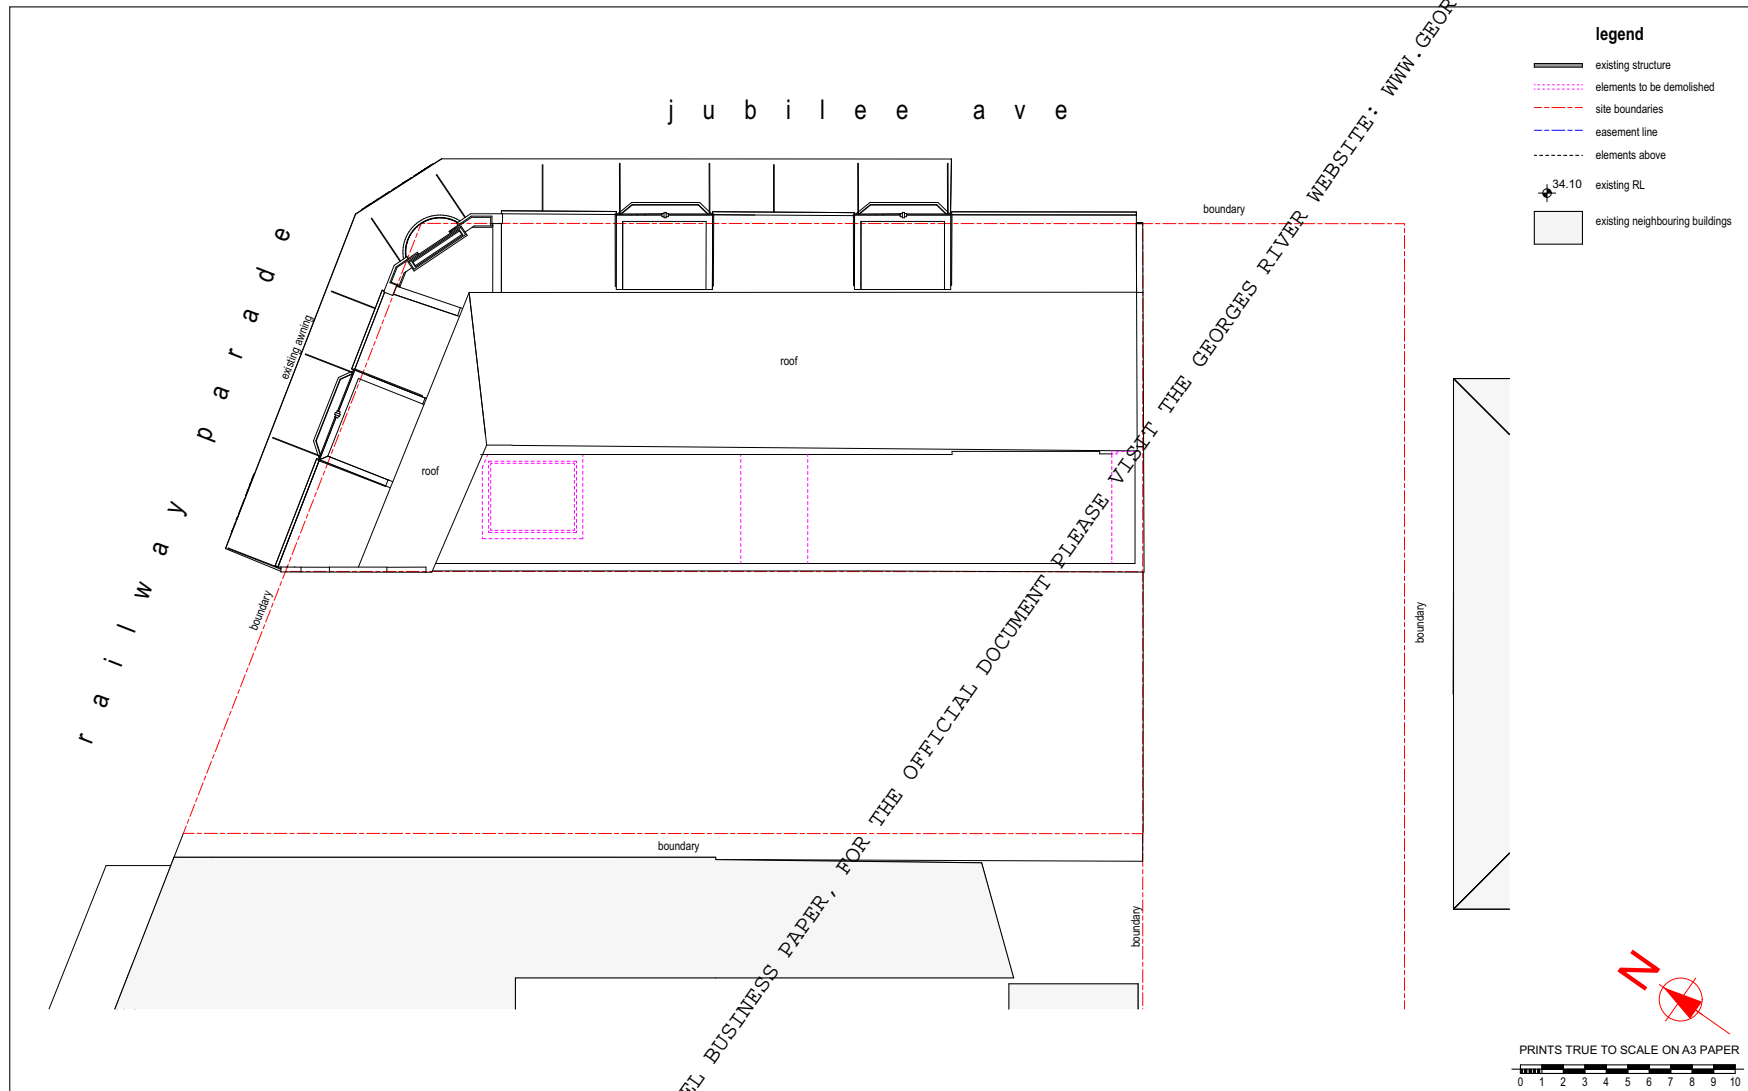 legend
existing structure
elements to be demolished
site boundaries
easement line
elements above
34.10 existing RL
existing neighbouring buildings
jubilee ave
railway parade
existing awning
boundary
roof
roof
boundary
boundary
boundary
boundary
EL BUSINESS PAPER, FOR THE OFFICIAL DOCUMENT PLEASE VISIT THE GEORGES RIVER WEBSITE: WWW.GEOR
N
PRINTS TRUE TO SCALE ON A3 PAPER
0 1 2 3 4 5 6 7 8 9 10